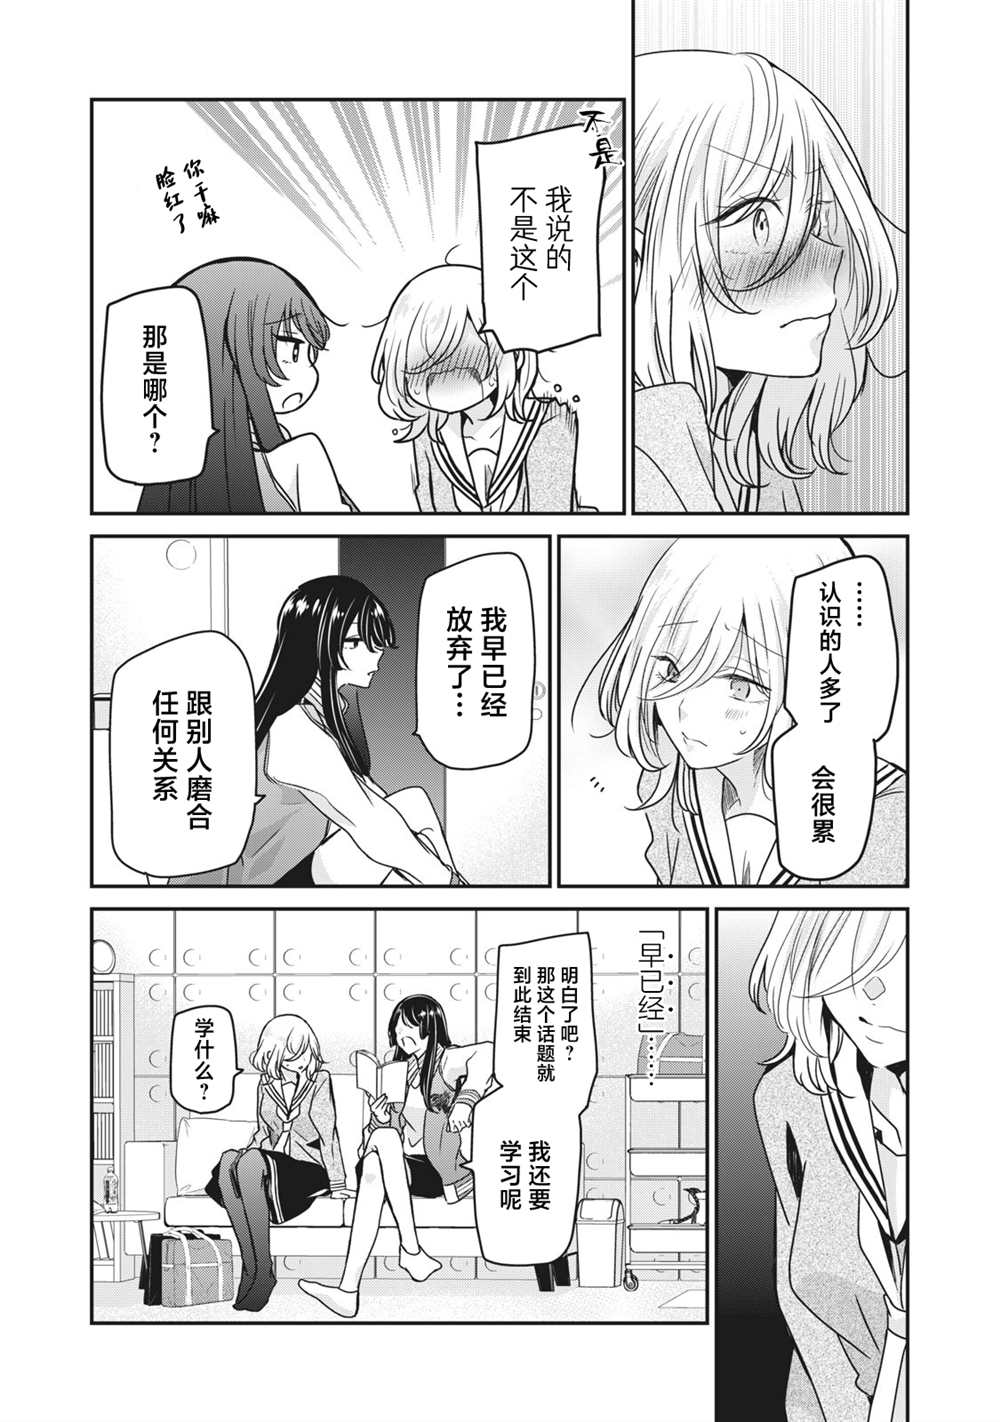 不是
我说的
不是这个
你干嘛
脸红了
那是哪个？
……
认识的人多了
会很累
我早已经
放弃了…
跟别人磨合
任何关系
「早已经」……
明白了吧？
那这个话题就
到此结束
我还要
学习呢
学什么？